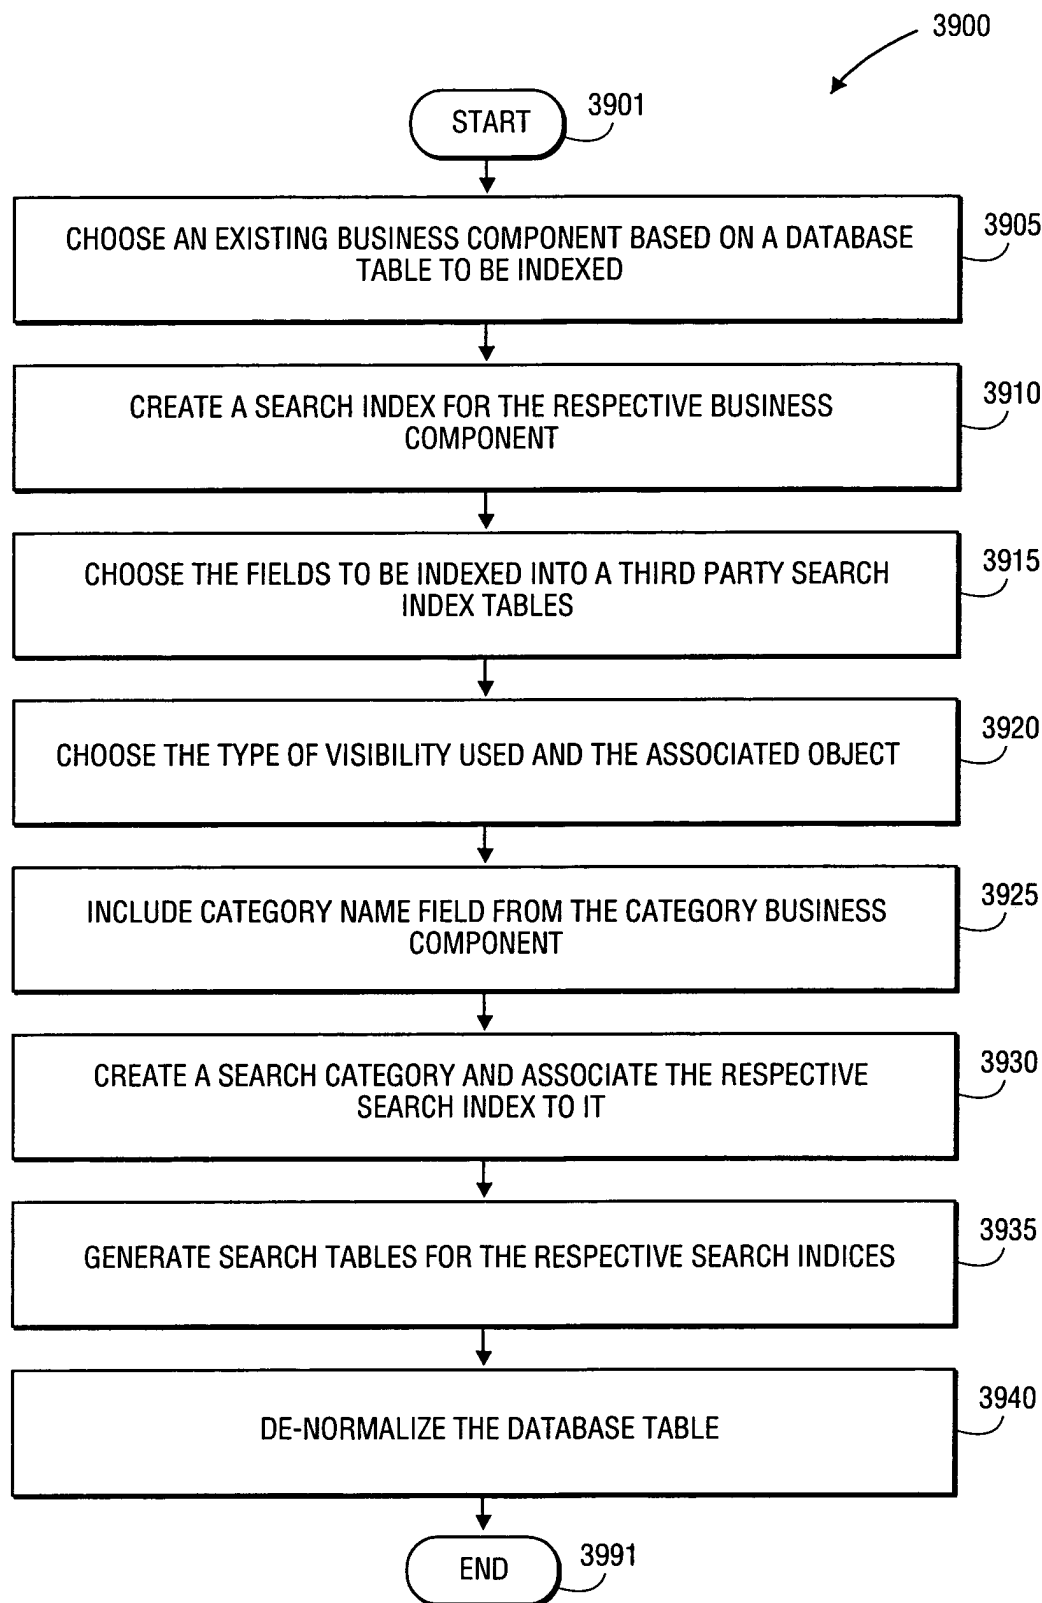 3900
START
3901
CHOOSE AN EXISTING BUSINESS COMPONENT BASED ON A DATABASE
TABLE TO BE INDEXED
3905
CREATE A SEARCH INDEX FOR THE RESPECTIVE BUSINESS
COMPONENT
3910
CHOOSE THE FIELDS TO BE INDEXED INTO A THIRD PARTY SEARCH
INDEX TABLES
3915
CHOOSE THE TYPE OF VISIBILITY USED AND THE ASSOCIATED OBJECT
3920
INCLUDE CATEGORY NAME FIELD FROM THE CATEGORY BUSINESS
COMPONENT
3925
CREATE A SEARCH CATEGORY AND ASSOCIATE THE RESPECTIVE
SEARCH INDEX TO IT
3930
GENERATE SEARCH TABLES FOR THE RESPECTIVE SEARCH INDICES
3935
DE-NORMALIZE THE DATABASE TABLE
3940
END
3991